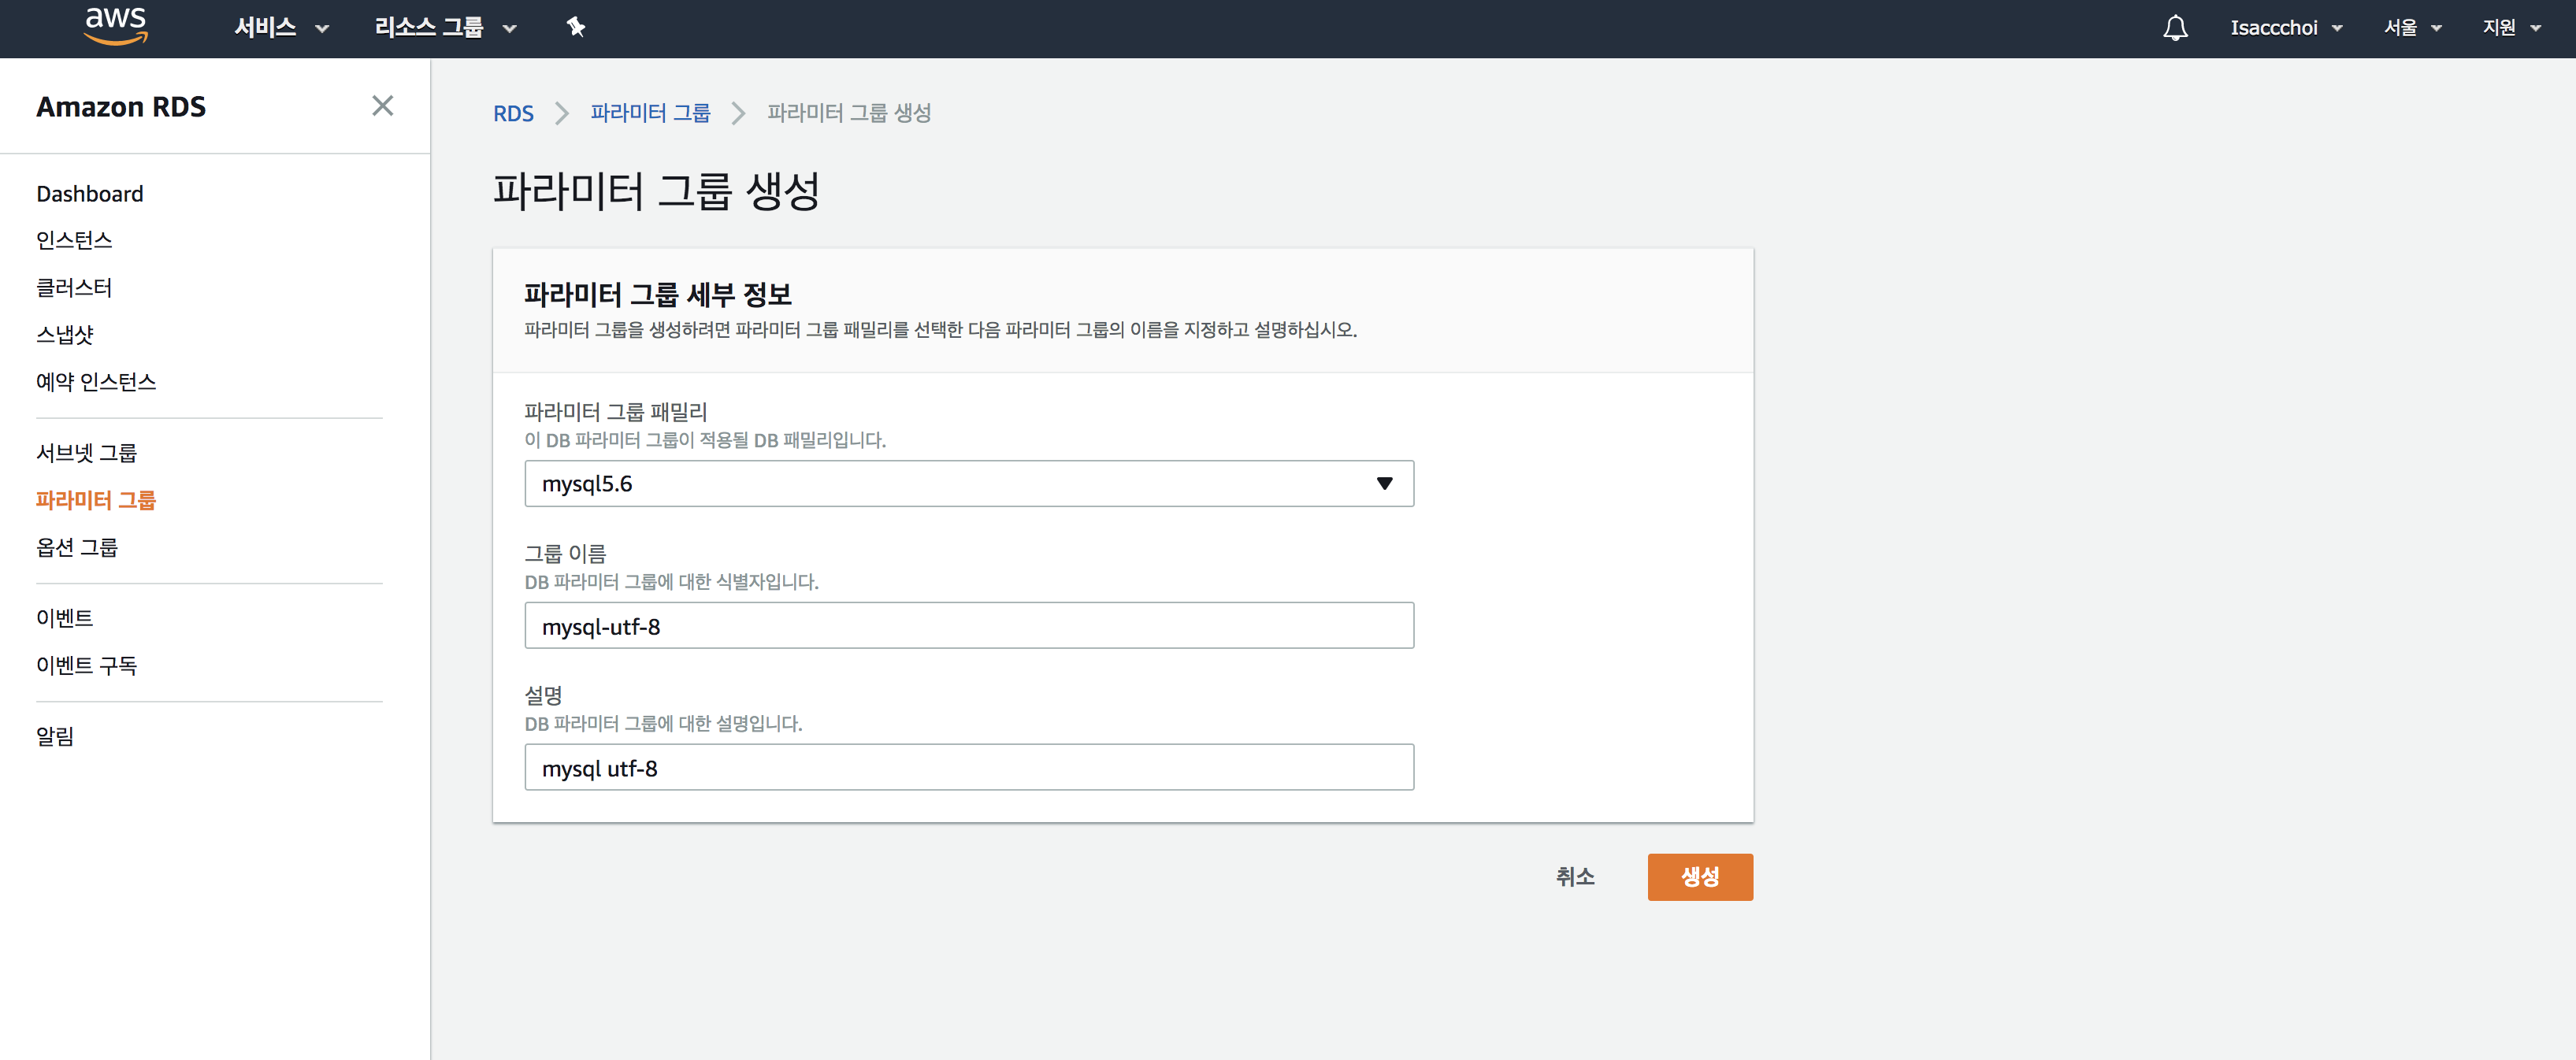 aws
서비스
리소스 그룹
Isaccchoi
서울
지원
Amazon RDS
Dashboard
인스턴스
클러스터
스냅샷
예약 인스턴스
서브넷 그룹
파라미터 그룹
옵션 그룹
이벤트
이벤트 구독
알림
RDS > 파라미터 그룹 > 파라미터 그룹 생성
파라미터 그룹 생성
파라미터 그룹 세부 정보
파라미터 그룹을 생성하려면 파라미터 그룹 패밀리를 선택한 다음 파라미터 그룹의 이름을 지정하고 설명하십시오.
파라미터 그룹 패밀리
이 DB 파라미터 그룹이 적용될 DB 패밀리입니다.
mysql5.6
그룹 이름
DB 파라미터 그룹에 대한 식별자입니다.
mysql-utf-8
설명
DB 파라미터 그룹에 대한 설명입니다.
mysql utf-8
취소
생성